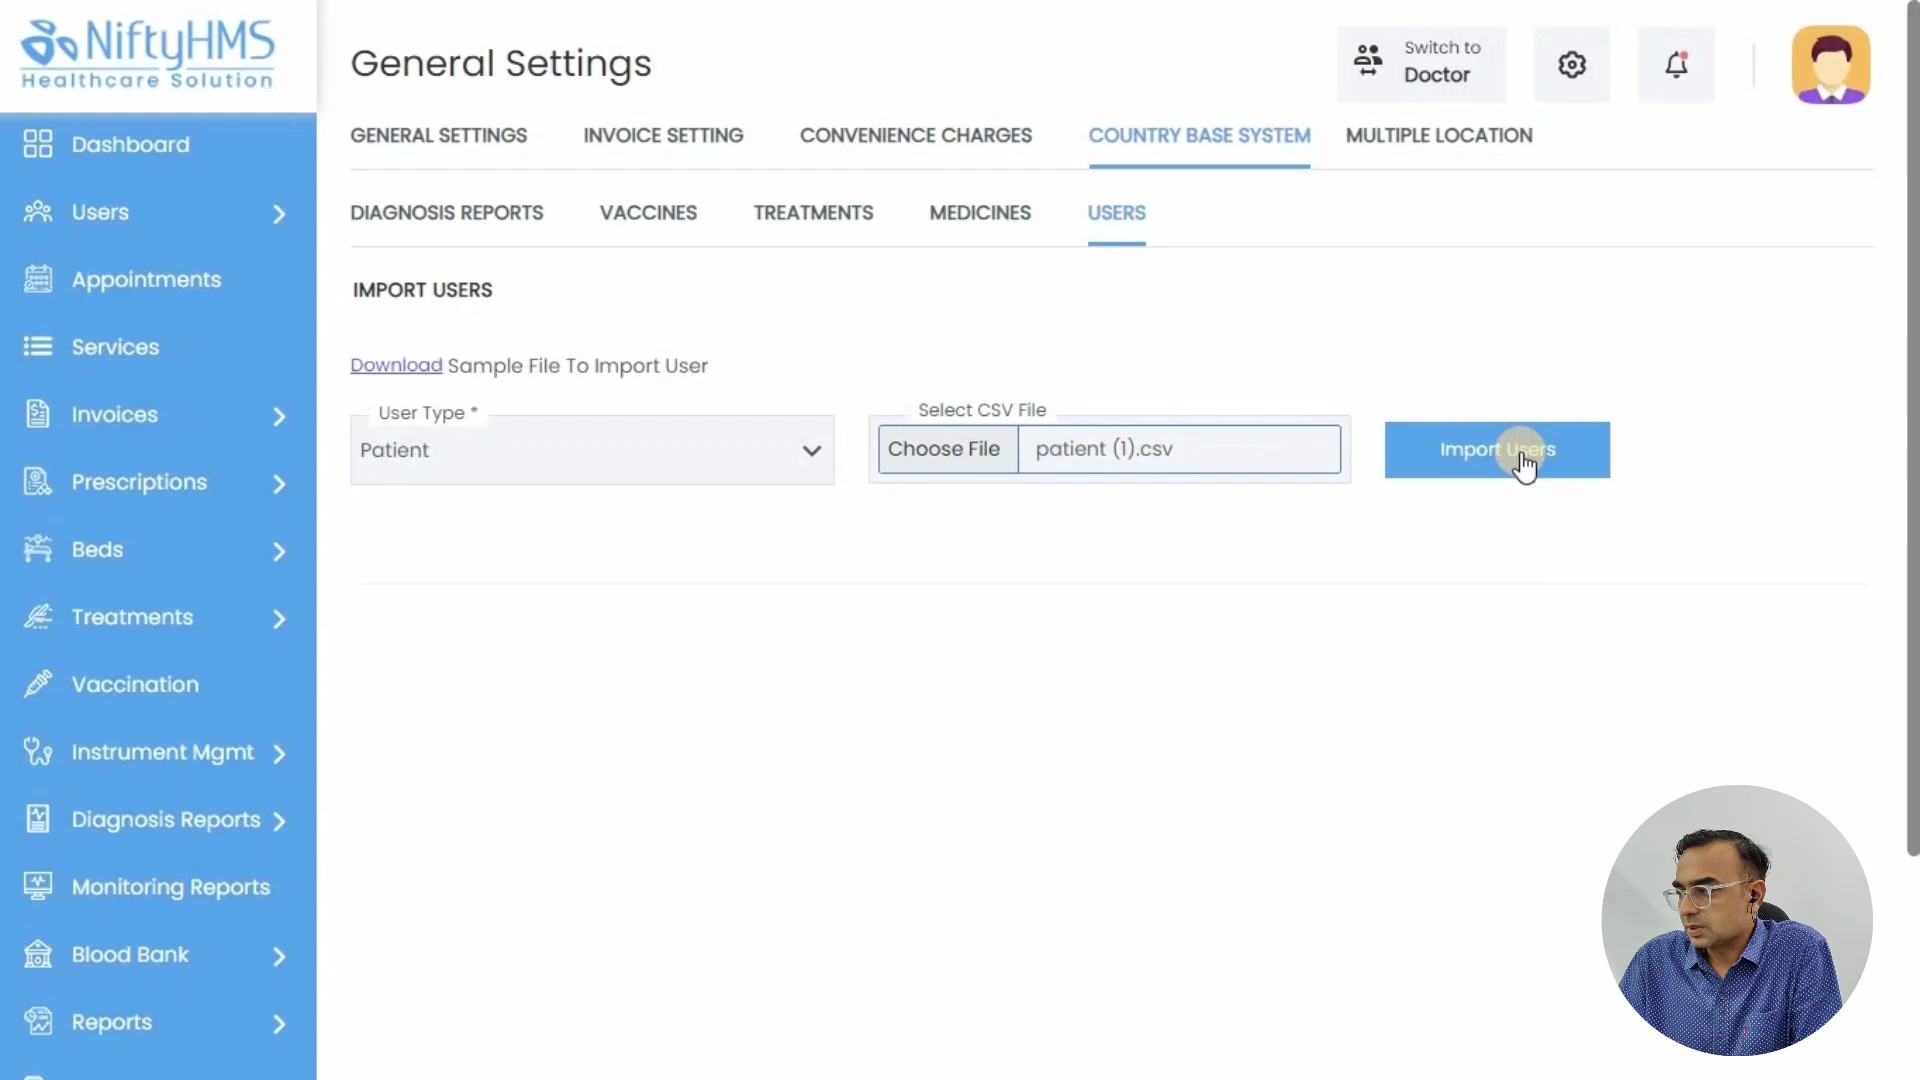 NiftyHMS
Healthcare Solution
General Settings
Switch to
Doctor
GENERAL SETTINGS INVOICE SETTING CONVENIENCE CHARGES COUNTRY BASE SYSTEM MULTIPLE LOCATION
DIAGNOSIS REPORTS VACCINES TREATMENTS MEDICINES USERS
IMPORT USERS
Download Sample File To Import User
User Type *
Patient
Select CSV File
Choose File patient (1).csv
Import Users
Dashboard
Users
Appointments
Services
Invoices
Prescriptions
Beds
Treatments
Vaccination
Instrument Mgmt
Diagnosis Reports
Monitoring Reports
Blood Bank
Reports